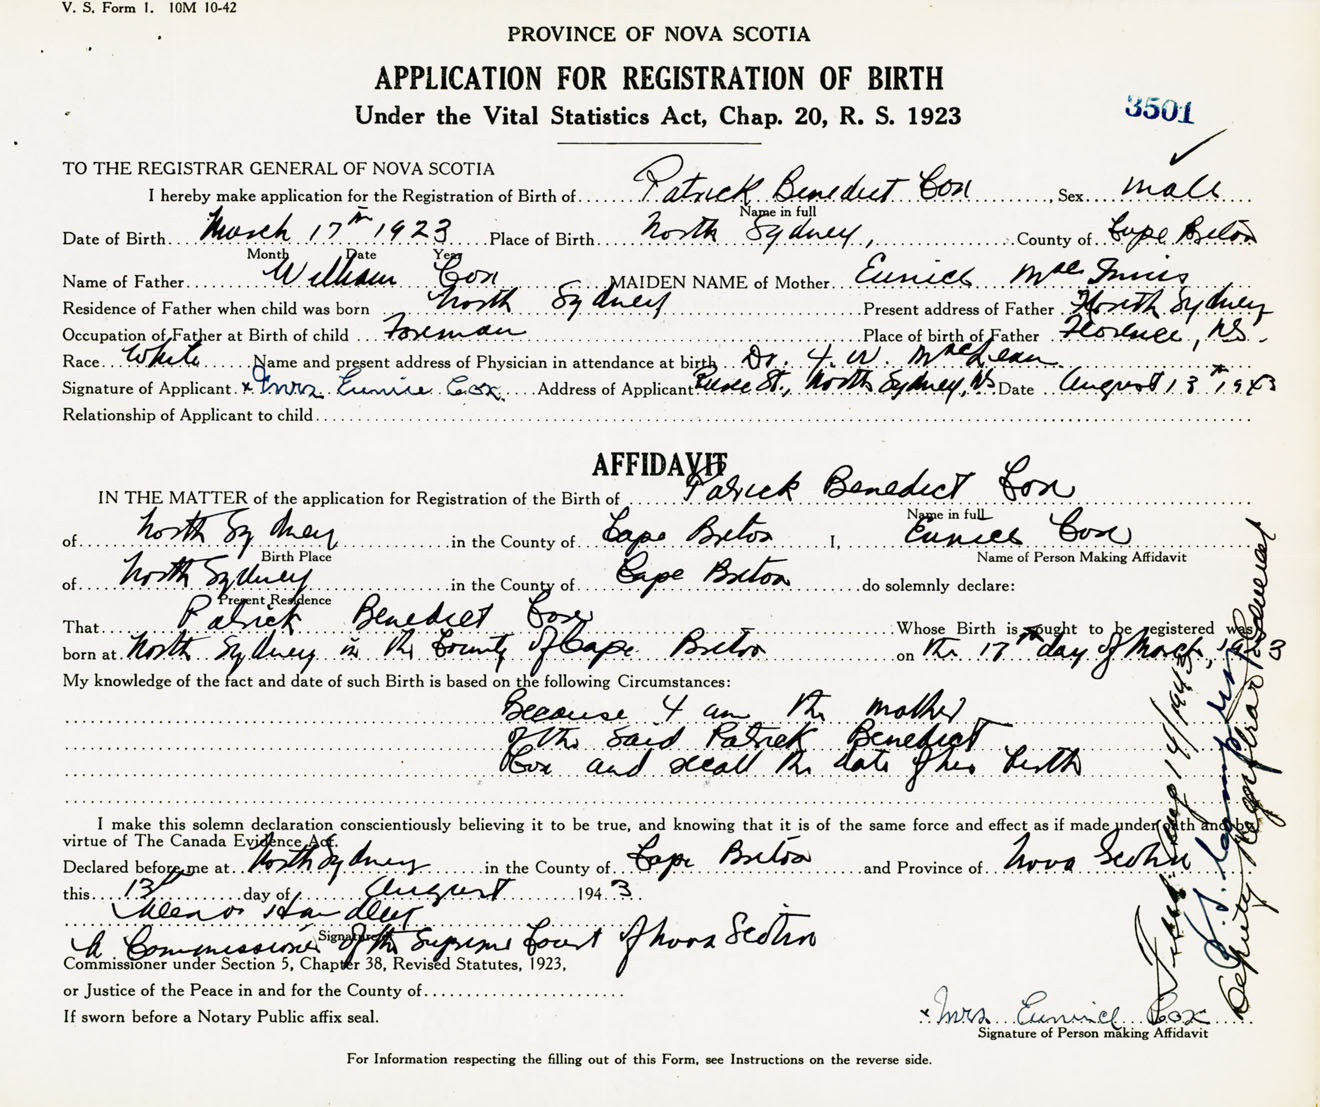 V. S. Form 1. 10M 10-42
PROVINCE OF NOVA SCOTIA
APPLICATION FOR REGISTRATION OF BIRTH
Under the Vital Statistics Act, Chap. 20, R. S. 1923
3501
TO THE REGISTRAR GENERAL OF NOVA SCOTIA
I hereby make application for the Registration of Birth of Patrick Benedict Cox, Sex male
Name in full
Date of Birth March 17th 1923 Place of Birth North Sydney, County of Cape Breton
Month Date Year
Name of Father William Cox MAIDEN NAME of Mother Eunice MacInnis
Residence of Father when child was born North Sydney Present address of Father North Sydney
Occupation of Father at Birth of child Foreman Place of birth of Father Florence, NS.
Race White Name and present address of Physician in attendance at birth Dr. W. MacLean
Signature of Applicant x Mrs Eunice Cox Address of Applicant St., North Sydney, NS Date August 13th 1943
Relationship of Applicant to child
AFFIDAVIT
IN THE MATTER of the application for Registration of the Birth of Patrick Benedict Cox
Name in full
of North Sydney in the County of Cape Breton I, Eunice Cox
Birth Place Name of Person Making Affidavit
of North Sydney in the County of Cape Breton do solemnly declare:
Present Residence
That Patrick Benedict Cox Whose Birth is sought to be registered was
born at North Sydney in the County of Cape Breton on the 17th day of March, 1923
My knowledge of the fact and date of such Birth is based on the following Circumstances:
Because I am the mother
of the said Patrick Benedict
Cox and recall the date of his birth
I make this solemn declaration conscientiously believing it to be true, and knowing that it is of the same force and effect as if made under oath and by
virtue of The Canada Evidence Act.
Declared before me at North Sydney in the County of Cape Breton and Province of Nova Scotia
this 13th day of August 1943
Handley
Signature
A Commissioner of the Supreme Court of Nova Scotia
Commissioner under Section 5, Chapter 38, Revised Statutes, 1923,
or Justice of the Peace in and for the County of
If sworn before a Notary Public affix seal.
x Mrs Eunice Cox
Signature of Person making Affidavit
For Information respecting the filling out of this Form, see Instructions on the reverse side.
Filed: Aug 14/1943
Deputy Registrar General